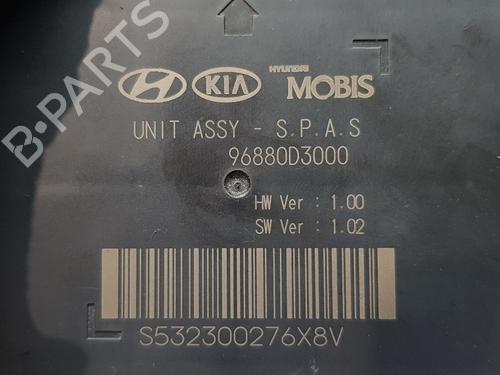 B-PARTS
KIA
HYUNDAI
MOBIS
UNIT ASSY - S.P.A.S
96880D3000
HW Ver : 1.00
SW Ver : 1.02
S532300276X8V